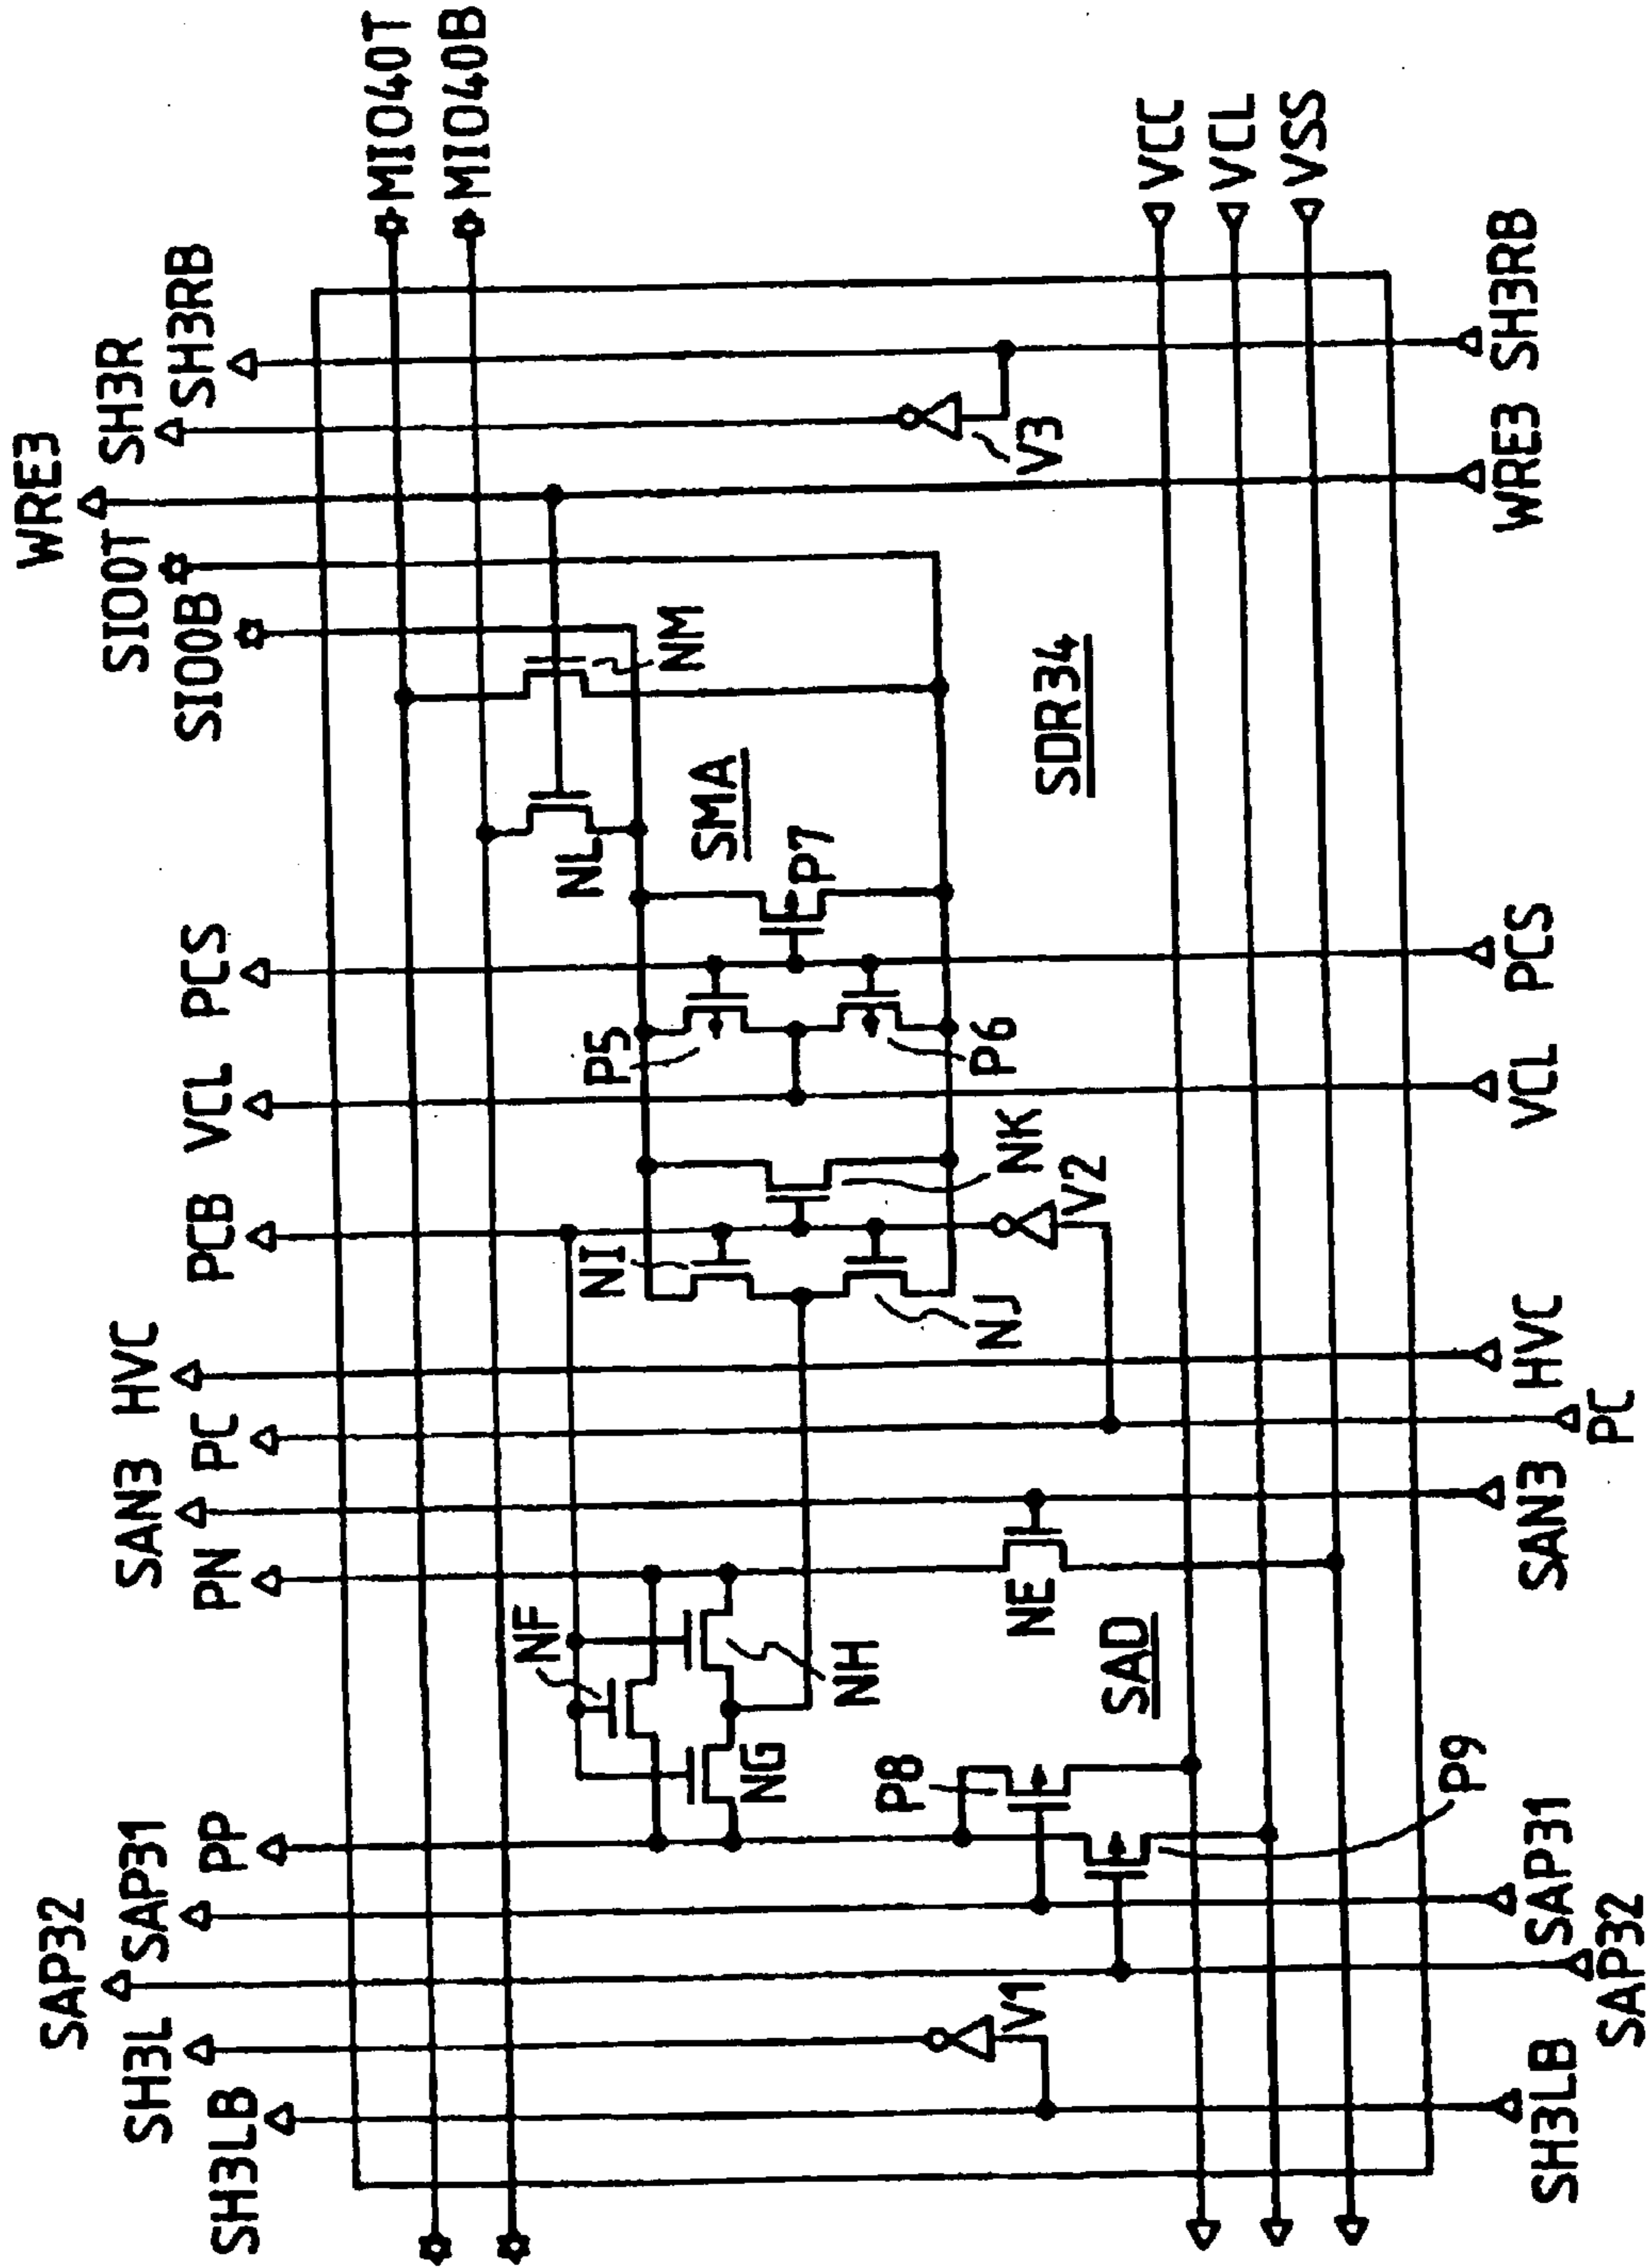 WRE3
SH3R
SH3RB
SIO0T
SIO0B
MIO40T
MIO40B
PCS
VCL
PCB
HVC
PC
SAN3
PN
PP
SAP31
SAP32
SH3L
SH3LB
NM
NL
SMA
P7
P5
P6
NK
NI
NJ
V2
V3
SDR34
NF
NH
NG
NE
SAD
P8
P9
V1
VCC
VCL
VSS
SH3RB
WRE3
PCS
VCL
HVC
PC
SAN3
SAP31
SAP32
SH3LB